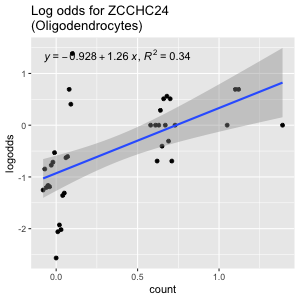 Log odds for ZCCHC24
(Oligodendrocytes)
y = −0.928 + 1.26 x, R² = 0.34
logodds
1
0
-1
-2
0.0
0.5
1.0
count